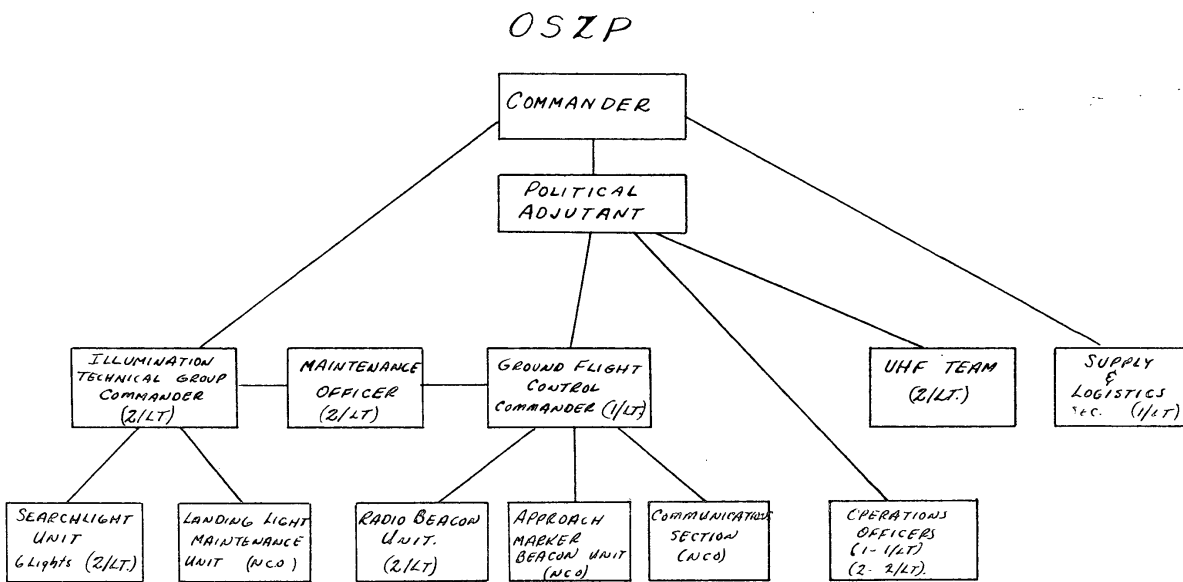 OSZP
COMMANDER
POLITICAL
ADJUTANT
ILLUMINATION
TECHNICAL GROUP
COMMANDER
(2/LT)
MAINTENANCE
OFFICER
(2/LT)
GROUND FLIGHT
CONTROL
COMMANDER (1/LT.)
UHF TEAM
(2/LT.)
SUPPLY
&
LOGISTICS
(1/LT)
SEARCHLIGHT
UNIT
6 Lights (2/LT.)
LANDING LIGHT
MAINTENANCE
UNIT (NCO)
RADIO BEACON
UNIT.
(2/LT)
APPROACH
MARKER
BEACON UNIT
(NCO)
COMMUNICATIONS
SECTION
(NCO)
OPERATIONS
OFFICERS
(1-1/LT)
(2-2/LT).